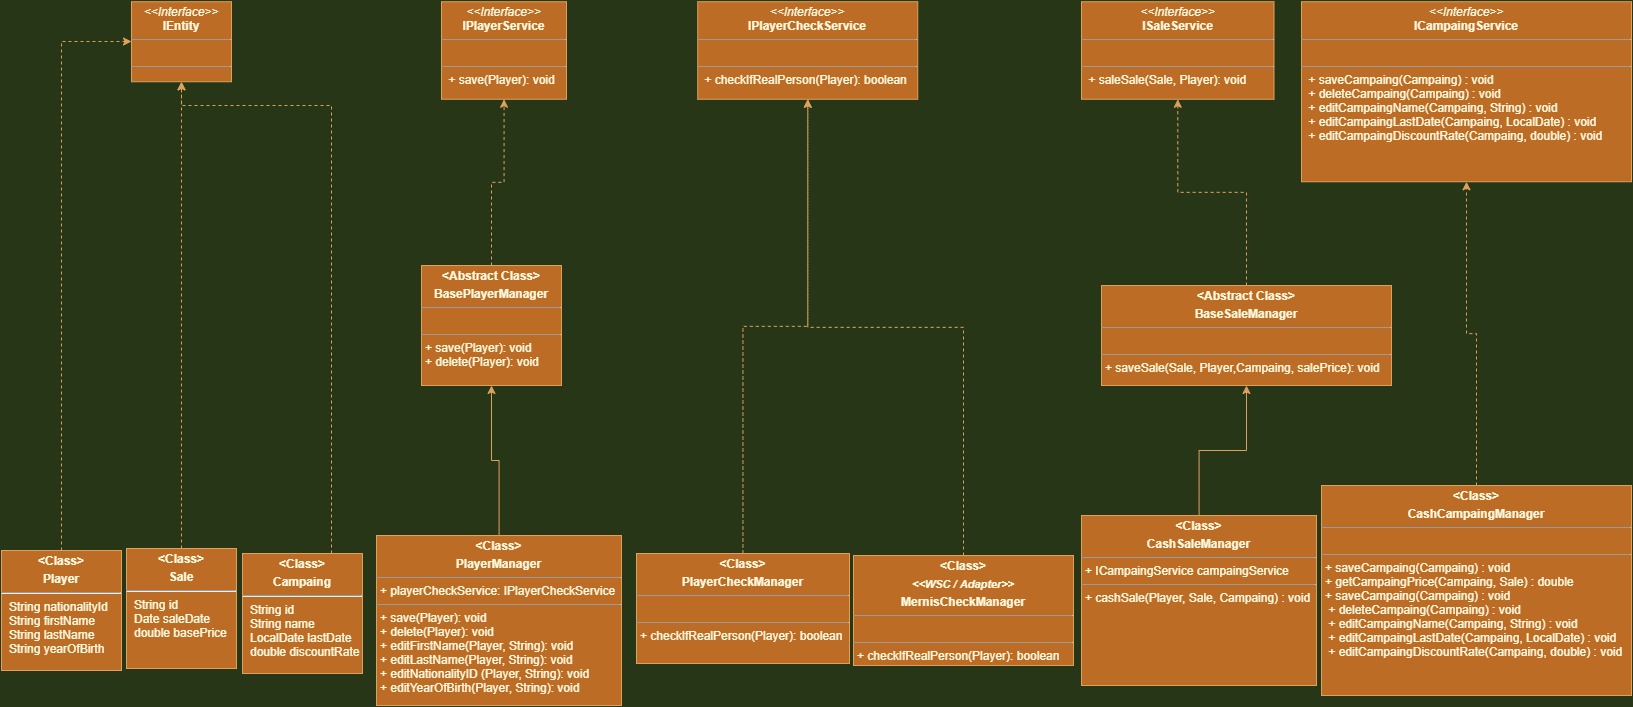 <<Interface>>
IEntity
<<Interface>>
IPlayerService
+ save(Player): void
<<Interface>>
IPlayerCheckService
+ checkIfRealPerson(Player): boolean
<<Interface>>
ISaleService
+ saleSale(Sale, Player): void
<<Interface>>
ICampaingService
+ saveCampaing(Campaing) : void
+ deleteCampaing(Campaing) : void
+ editCampaingName(Campaing, String) : void
+ editCampaingLastDate(Campaing, LocalDate) : void
+ editCampaingDiscountRate(Campaing, double) : void
<Abstract Class>
BasePlayerManager
+ save(Player): void
+ delete(Player): void
<Abstract Class>
BaseSaleManager
+ saveSale(Sale, Player,Campaing, salePrice): void
<Class>
Player
String nationalityId
String firstName
String lastName
String yearOfBirth
<Class>
Sale
String id
Date saleDate
double basePrice
<Class>
Campaing
String id
String name
LocalDate lastDate
double discountRate
<Class>
PlayerManager
+ playerCheckService: IPlayerCheckService
+ save(Player): void
+ delete(Player): void
+ editFirstName(Player, String): void
+ editLastName(Player, String): void
+ editNationalityID (Player, String): void
+ editYearOfBirth(Player, String): void
<Class>
PlayerCheckManager
+ checkIfRealPerson(Player): boolean
<Class>
<<WSC / Adapter>>
MernisCheckManager
+ checkIfRealPerson(Player): boolean
<Class>
CashSaleManager
+ ICampaingService campaingService
+ cashSale(Player, Sale, Campaing) : void
<Class>
CashCampaingManager
+ saveCampaing(Campaing) : void
+ getCampaingPrice(Campaing, Sale) : double
+ saveCampaing(Campaing) : void
+ deleteCampaing(Campaing) : void
+ editCampaingName(Campaing, String) : void
+ editCampaingLastDate(Campaing, LocalDate) : void
+ editCampaingDiscountRate(Campaing, double) : void